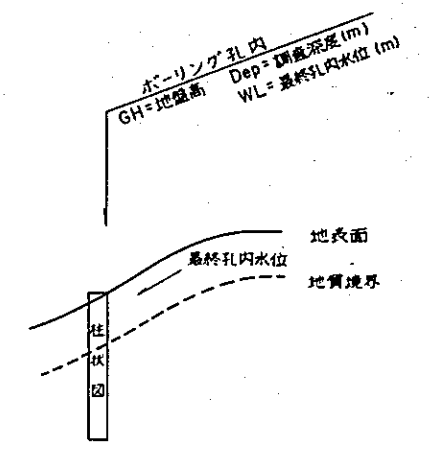 ボーリング孔内
GH=地盤高 Dep=調査深度(m)
WL=最終孔内水位(m)
地表面
最終孔内水位
地質境界
柱状図